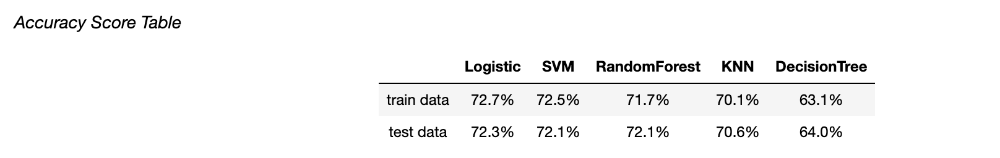 Accuracy Score Table
Logistic SVM RandomForest KNN DecisionTree
train data 72.7% 72.5% 71.7% 70.1% 63.1%
test data 72.3% 72.1% 72.1% 70.6% 64.0%